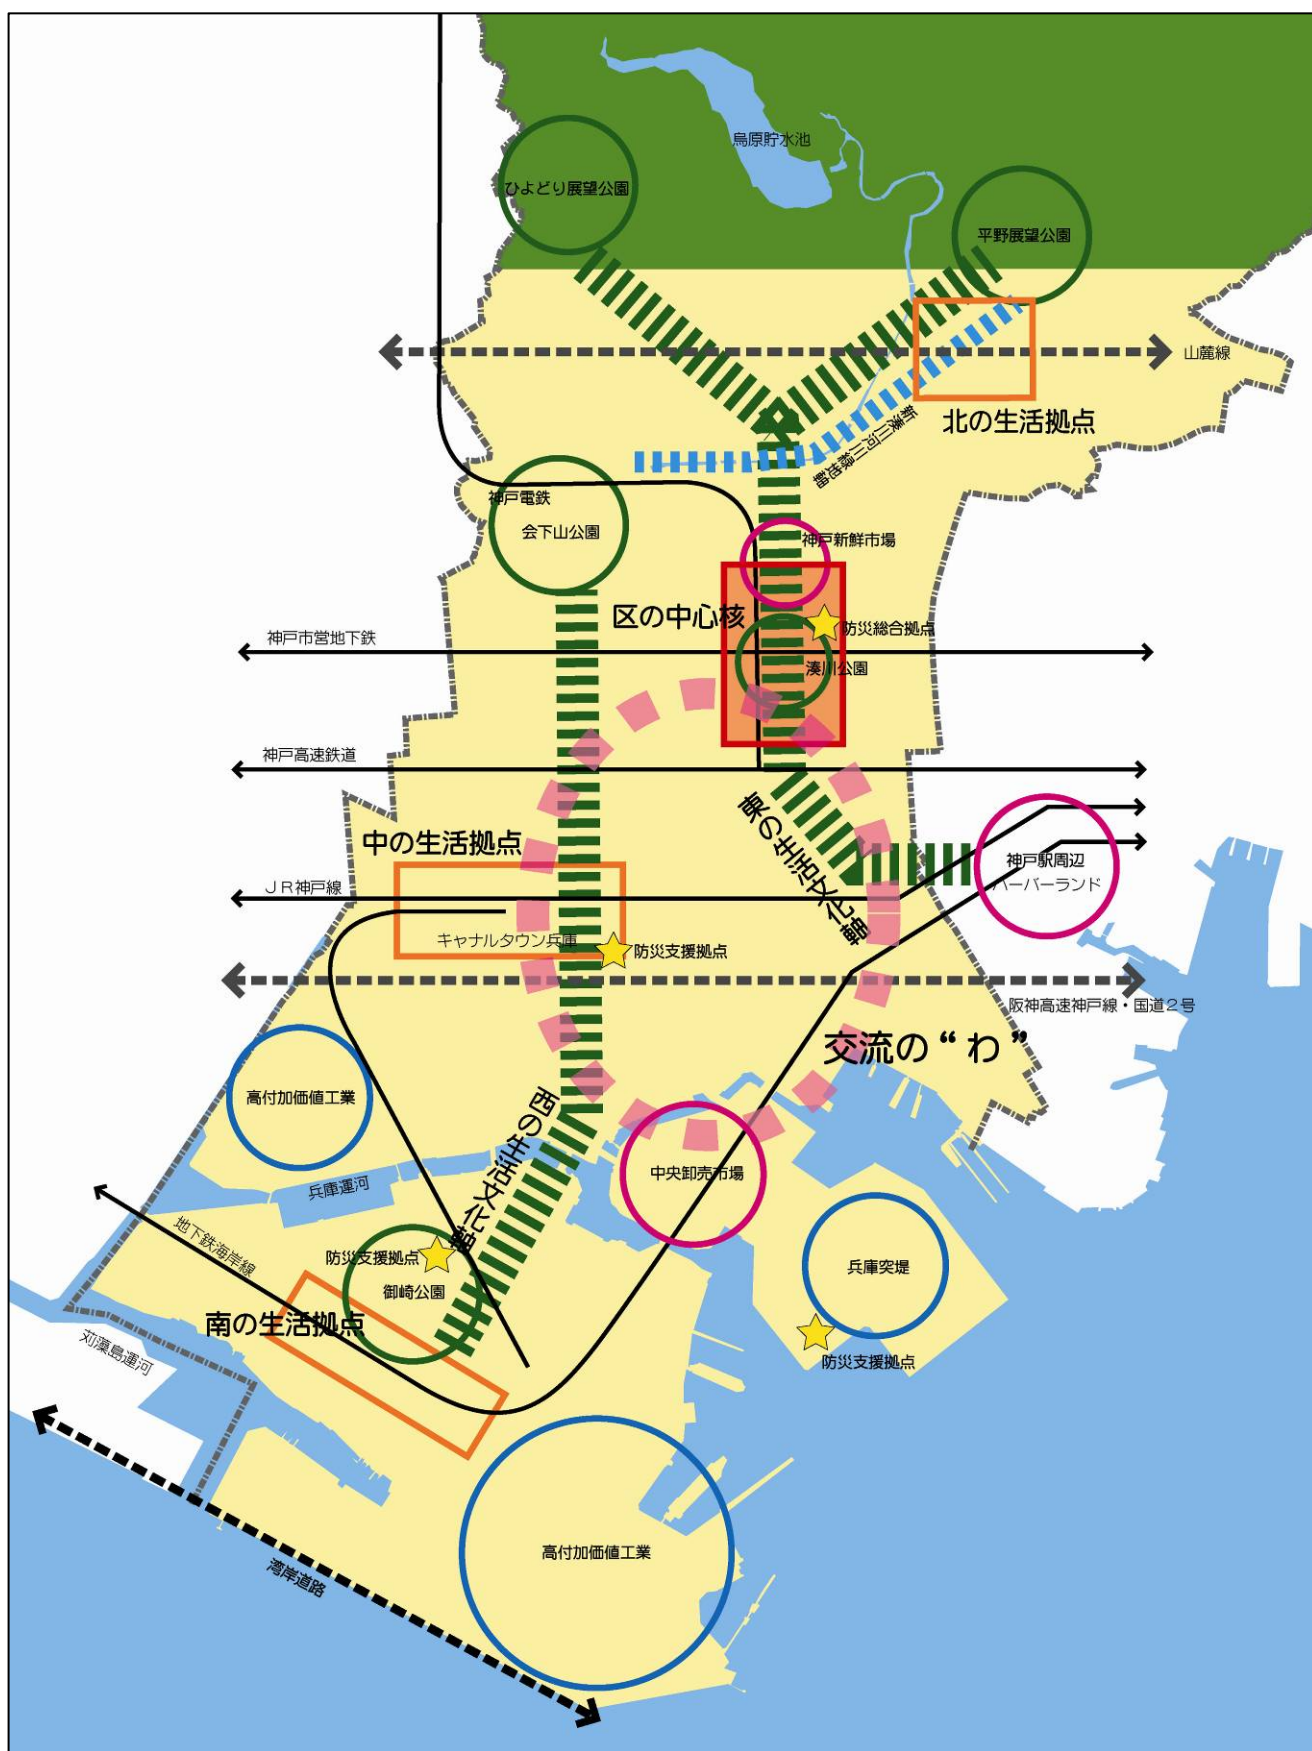 烏原貯水池
ひよどり展望公園
平野展望公園
山麓線
北の生活拠点
新湊川河川緑地軸
神戸電鉄
会下山公園
神戸新鮮市場
区の中心核
防災総合拠点
神戸市営地下鉄
湊川公園
神戸高速鉄道
東の生活文化軸
中の生活拠点
神戸駅周辺
ハーバーランド
JR神戸線
キャナルタウン兵庫
防災支援拠点
阪神高速神戸線・国道2号
交流の“わ”
高付加価値工業
西の生活文化軸
中央卸売市場
兵庫運河
地下鉄海岸線
防災支援拠点
御崎公園
兵庫突堤
南の生活拠点
苅藻島運河
防災支援拠点
高付加価値工業
湾岸道路